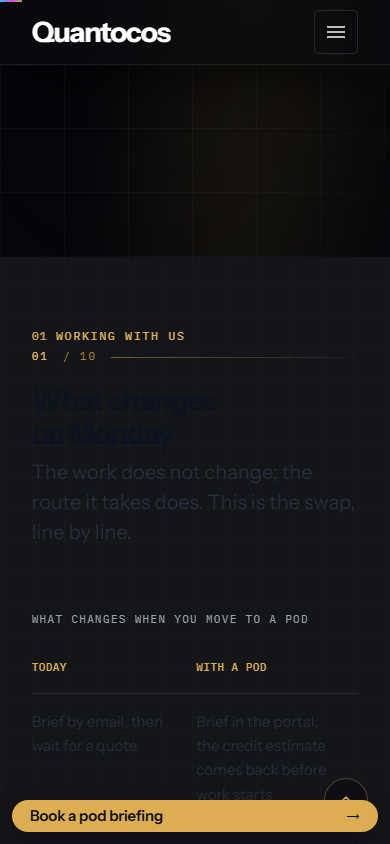 Quantocos
01 WORKING WITH US
01 / 10
What changes
on Monday
The work does not change; the
route it takes does. This is the swap,
line by line.
WHAT CHANGES WHEN YOU MOVE TO A POD
TODAY
WITH A POD
Brief by email, then
wait for a quote
Brief in the portal;
the credit estimate
comes back before
work starts
Book a pod briefing →